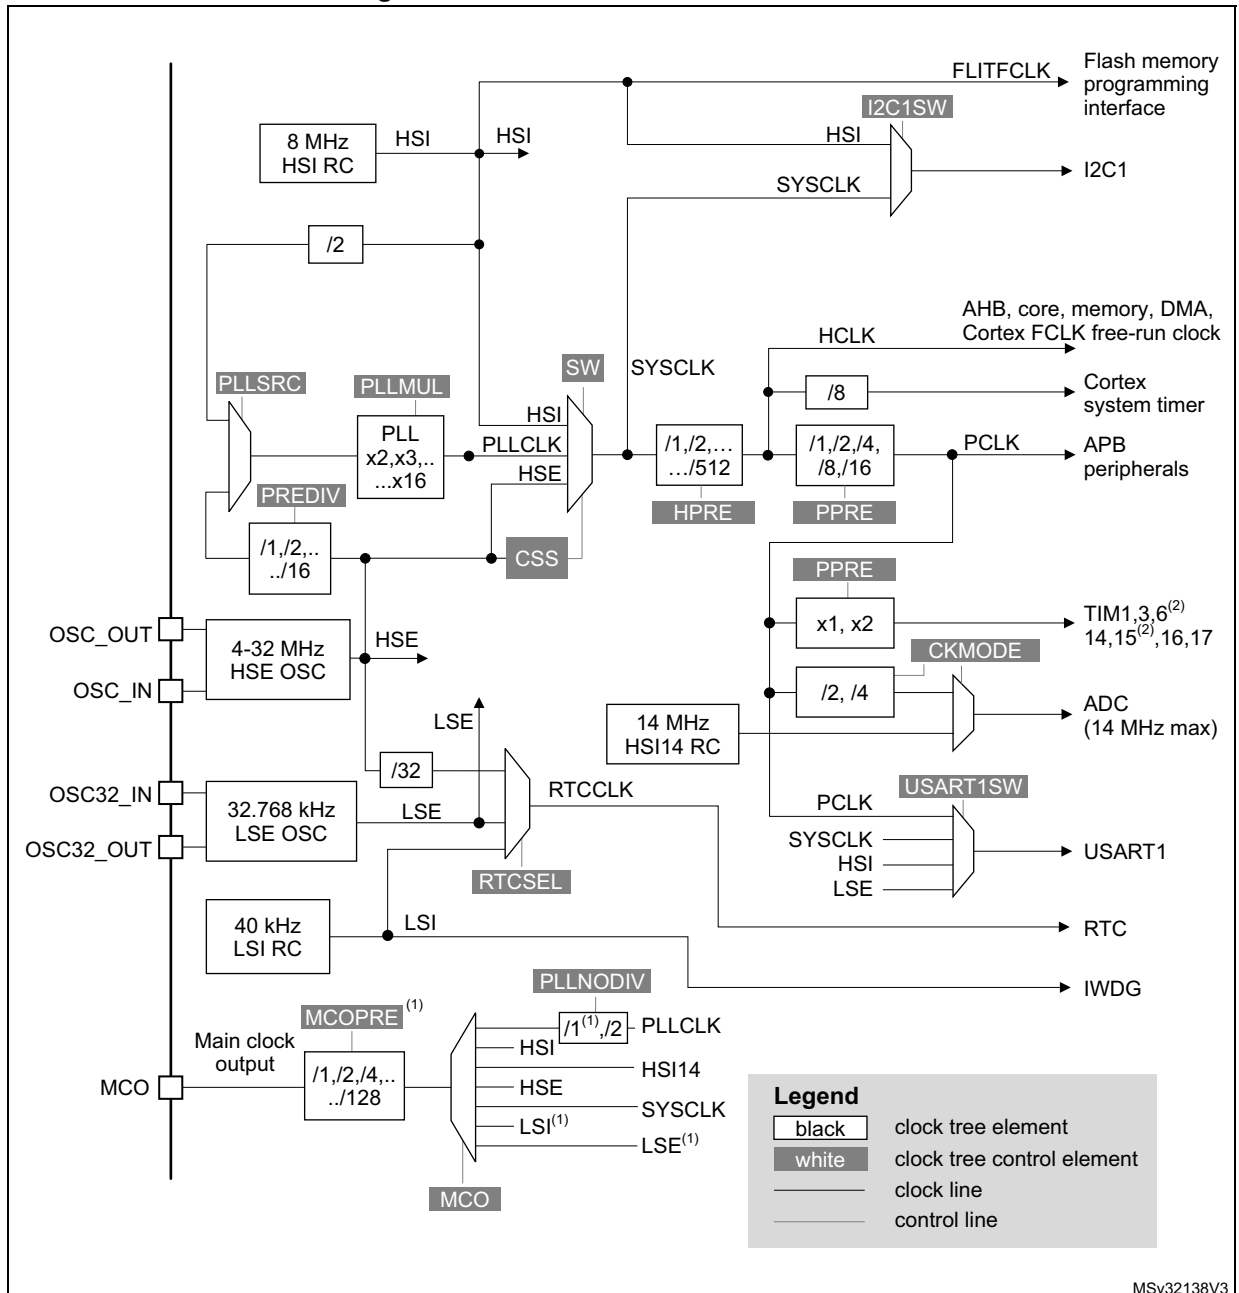 FLITFCLK
Flash memory
programming
interface
I2C1SW
8 MHz
HSI RC
HSI
HSI
HSI
I2C1
SYSCLK
/2
AHB, core, memory, DMA,
Cortex FCLK free-run clock
HCLK
PLLSRC
PLLMUL
SW
SYSCLK
/8
Cortex
system timer
PLL
x2,x3,..
...x16
HSI
PLLCLK
HSE
/1,/2,…
…/512
/1,/2,/4,
/8,/16
PCLK
APB
peripherals
PREDIV
HPRE
PPRE
/1,/2,..
../16
CSS
PPRE
OSC_OUT
OSC_IN
4-32 MHz
HSE OSC
HSE
x1, x2
TIM1,3,6(2)
14,15(2),16,17
CKMODE
/2, /4
LSE
14 MHz
HSI14 RC
ADC
(14 MHz max)
/32
OSC32_IN
OSC32_OUT
32.768 kHz
LSE OSC
LSE
RTCCLK
PCLK
USART1SW
SYSCLK
HSI
LSE
USART1
RTCSEL
40 kHz
LSI RC
LSI
RTC
IWDG
PLLNODIV
MCOPRE(1)
Main clock
output
/1(1),/2
PLLCLK
HSI
HSI14
MCO
/1,/2,/4,..
../128
HSE
SYSCLK
LSI(1)
LSE(1)
MCO
Legend
black
clock tree element
white
clock tree control element
clock line
control line
MSv32138V3